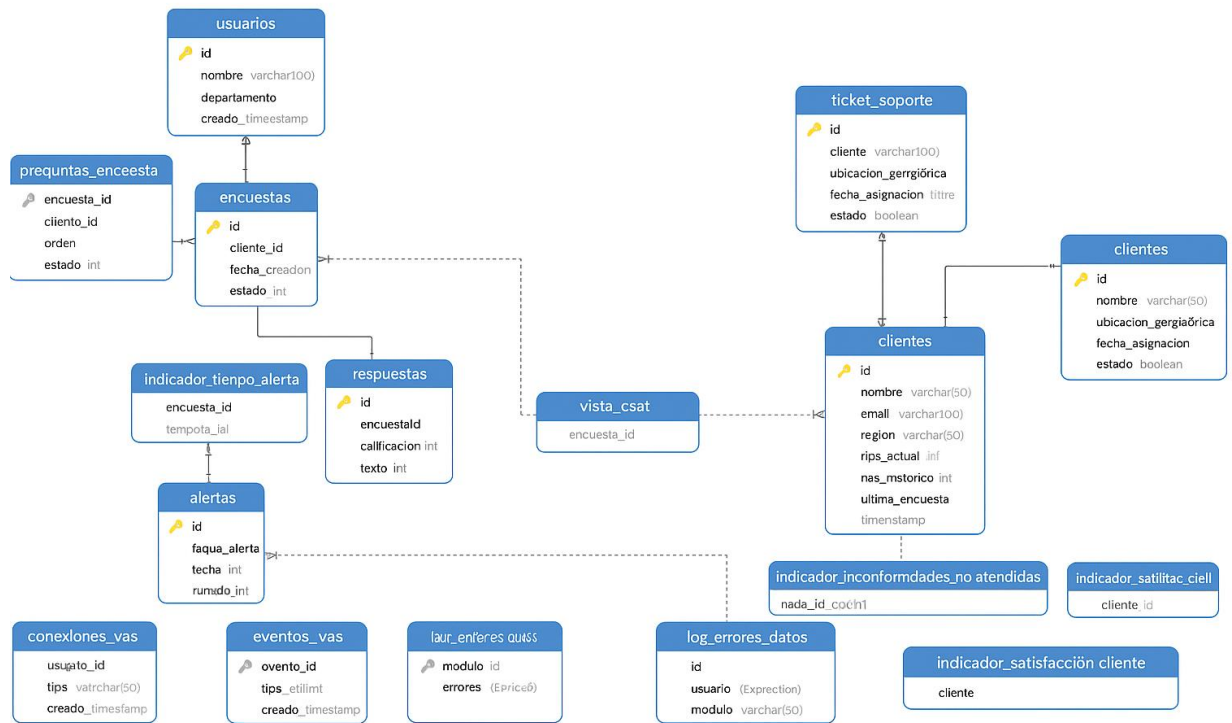 usuarios
id
nombre varchar100)
departamento
creado_timeestamp
prequntas_enceesta
encuesta_id
cliento_id
orden
estado int
encuestas
id
cliente_id
fecha_creadon
estado_int
ticket_soporte
id
cliente varchar100)
ubicacion_gerrgiőrica
fecha_asignacion
estado boolean
clientes
id
nombre varchar(50)
ubicacion_gergiaőrica
fecha_asignacion
estado boolean
clientes
id
nombre varchar(50)
emall varchar100)
region varchar(50)
rips_actual .inf
nas_mstorico int
ultima_encuesta
timenstamp
indicador_tienpo_alerta
encuesta_id
tempota_ial
respuestas
id
encuestald
callficacion int
texto int
vista_csat
encuesta_id
alertas
id
faqua_alerta
techa int
indicador_inconformdades_no atendidas
indicador_satilitac_ciell
cliente_id
conexlones_vas
tips vatrchar(50)
creado_timesfamp
eventos_vas
ovento_id
tips_etilimt
creado_timestamp
modulo id
errores
log_errores_datos
id
usuario (Exprection)
modulo varchar(50)
indicador_satisfacciön cliente
cliente